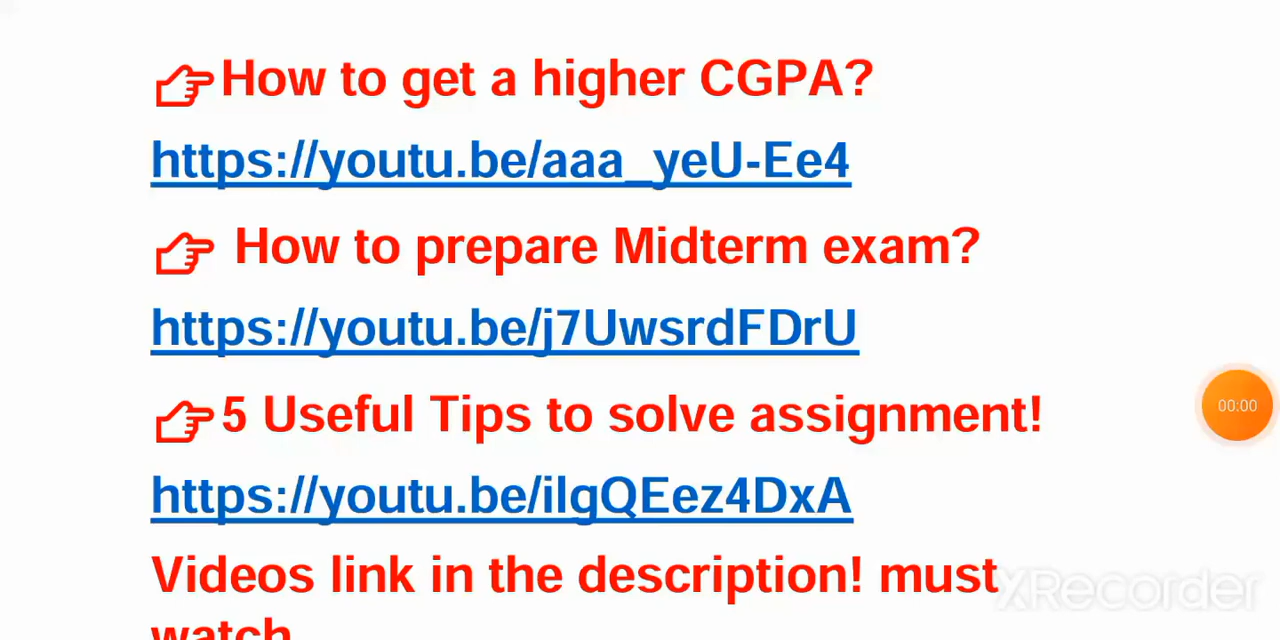 👉How to get a higher CGPA?
https://youtu.be/aaa_yeU-Ee4
👉 How to prepare Midterm exam?
https://youtu.be/j7UwsrdFDrU
👉5 Useful Tips to solve assignment!
https://youtu.be/ilgQEez4DxA
Videos link in the description! must
watch
00:00
XRecorder